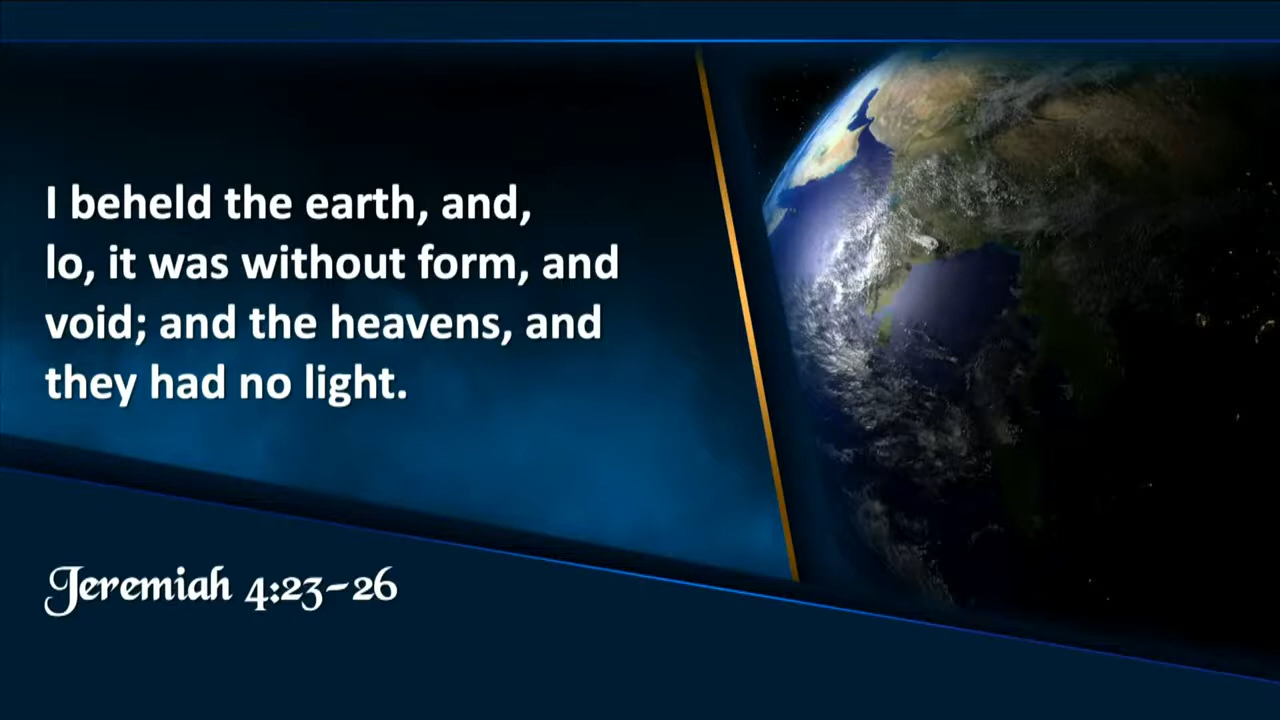 I beheld the earth, and,
lo, it was without form, and
void; and the heavens, and
they had no light.
Jeremiah 4:23–26